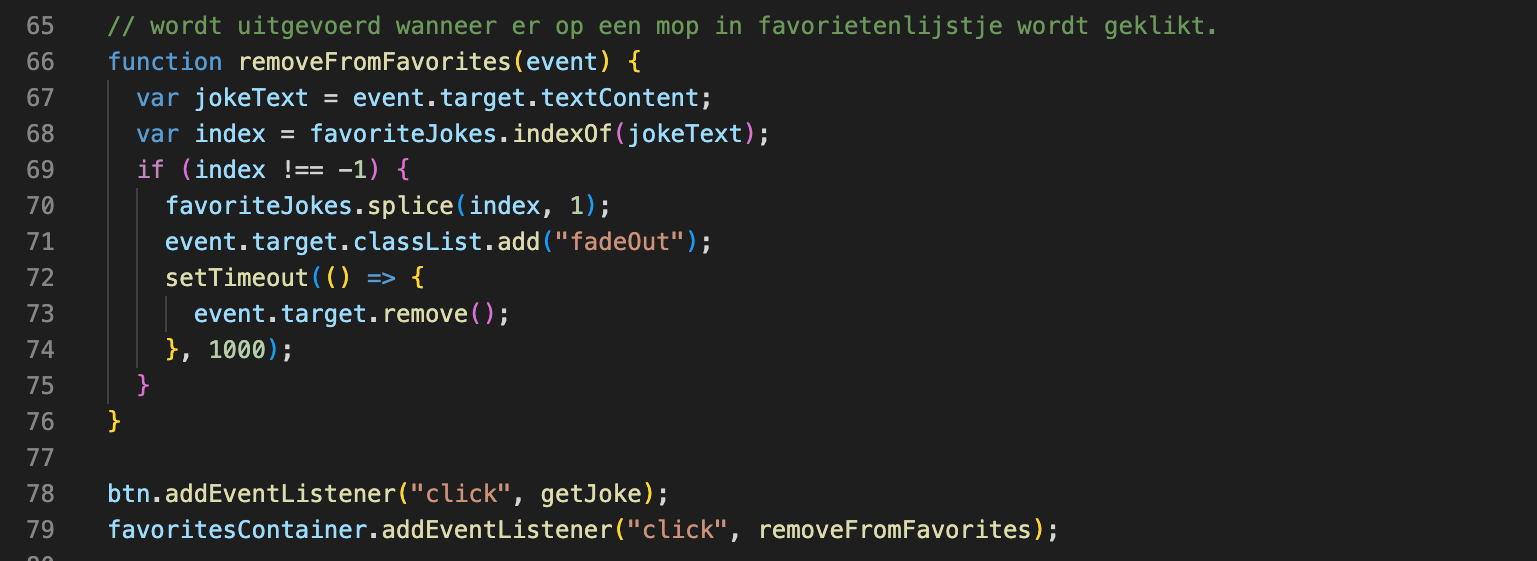 65 // wordt uitgevoerd wanneer er op een mop in favorietenlijstje wordt geklikt.
66 function removeFromFavorites(event) {
67   var jokeText = event.target.textContent;
68   var index = favoriteJokes.indexOf(jokeText);
69   if (index !== -1) {
70     favoriteJokes.splice(index, 1);
71     event.target.classList.add("fadeOut");
72     setTimeout(() => {
73       event.target.remove();
74     }, 1000);
75   }
76 }
77
78 btn.addEventListener("click", getJoke);
79 favoritesContainer.addEventListener("click", removeFromFavorites);